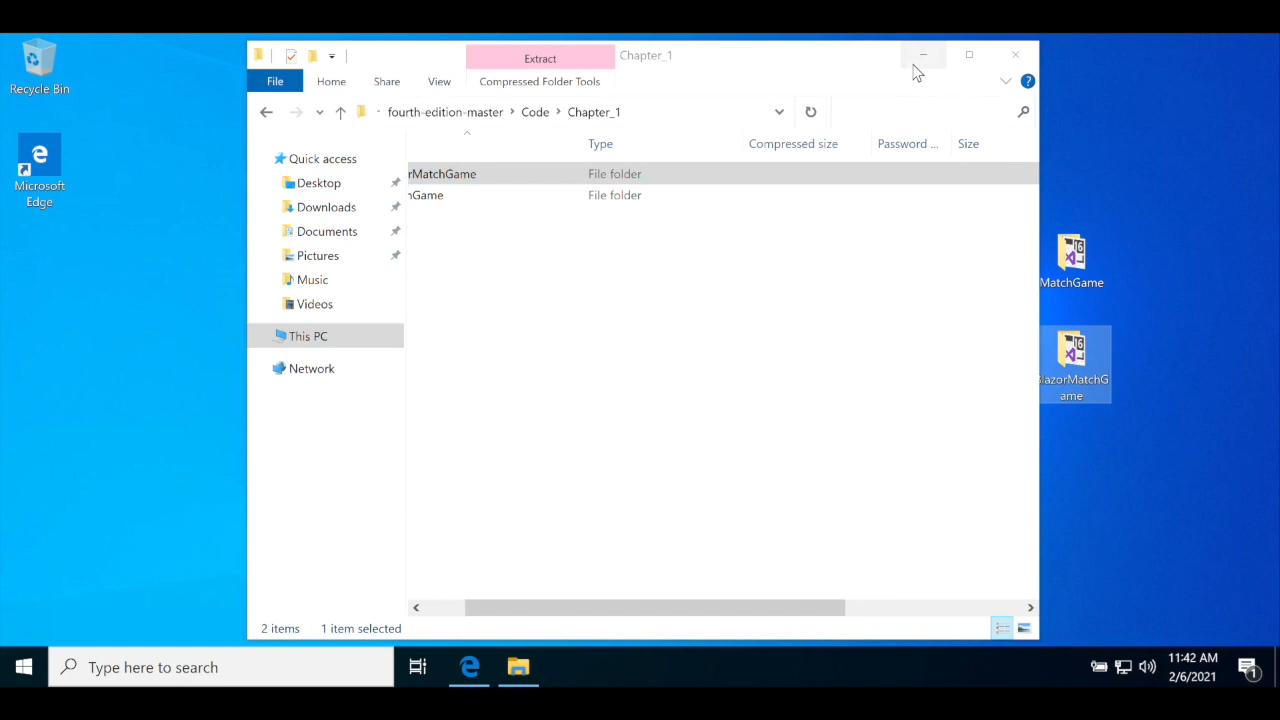 Recycle Bin
Microsoft
Edge
Extract
Chapter_1
File
Home
Share
View
Compressed Folder Tools
fourth-edition-master
Code
Chapter_1
Type
Compressed size
Password ...
Size
Quick access
Desktop
Downloads
Documents
Pictures
Music
Videos
This PC
Network
rMatchGame
File folder
Game
File folder
MatchGame
lazorMatchG
ame
2 items
1 item selected
Type here to search
11:42 AM
2/6/2021
1